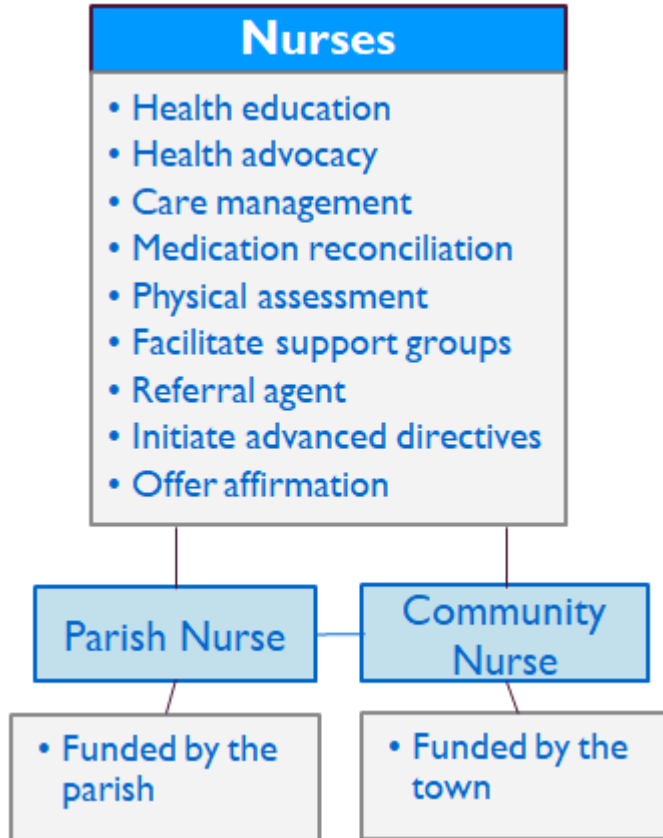 Nurses
• Health education
• Health advocacy
• Care management
• Medication reconciliation
• Physical assessment
• Facilitate support groups
• Referral agent
• Initiate advanced directives
• Offer affirmation
Parish Nurse
Community
Nurse
• Funded by the
parish
• Funded by the
town